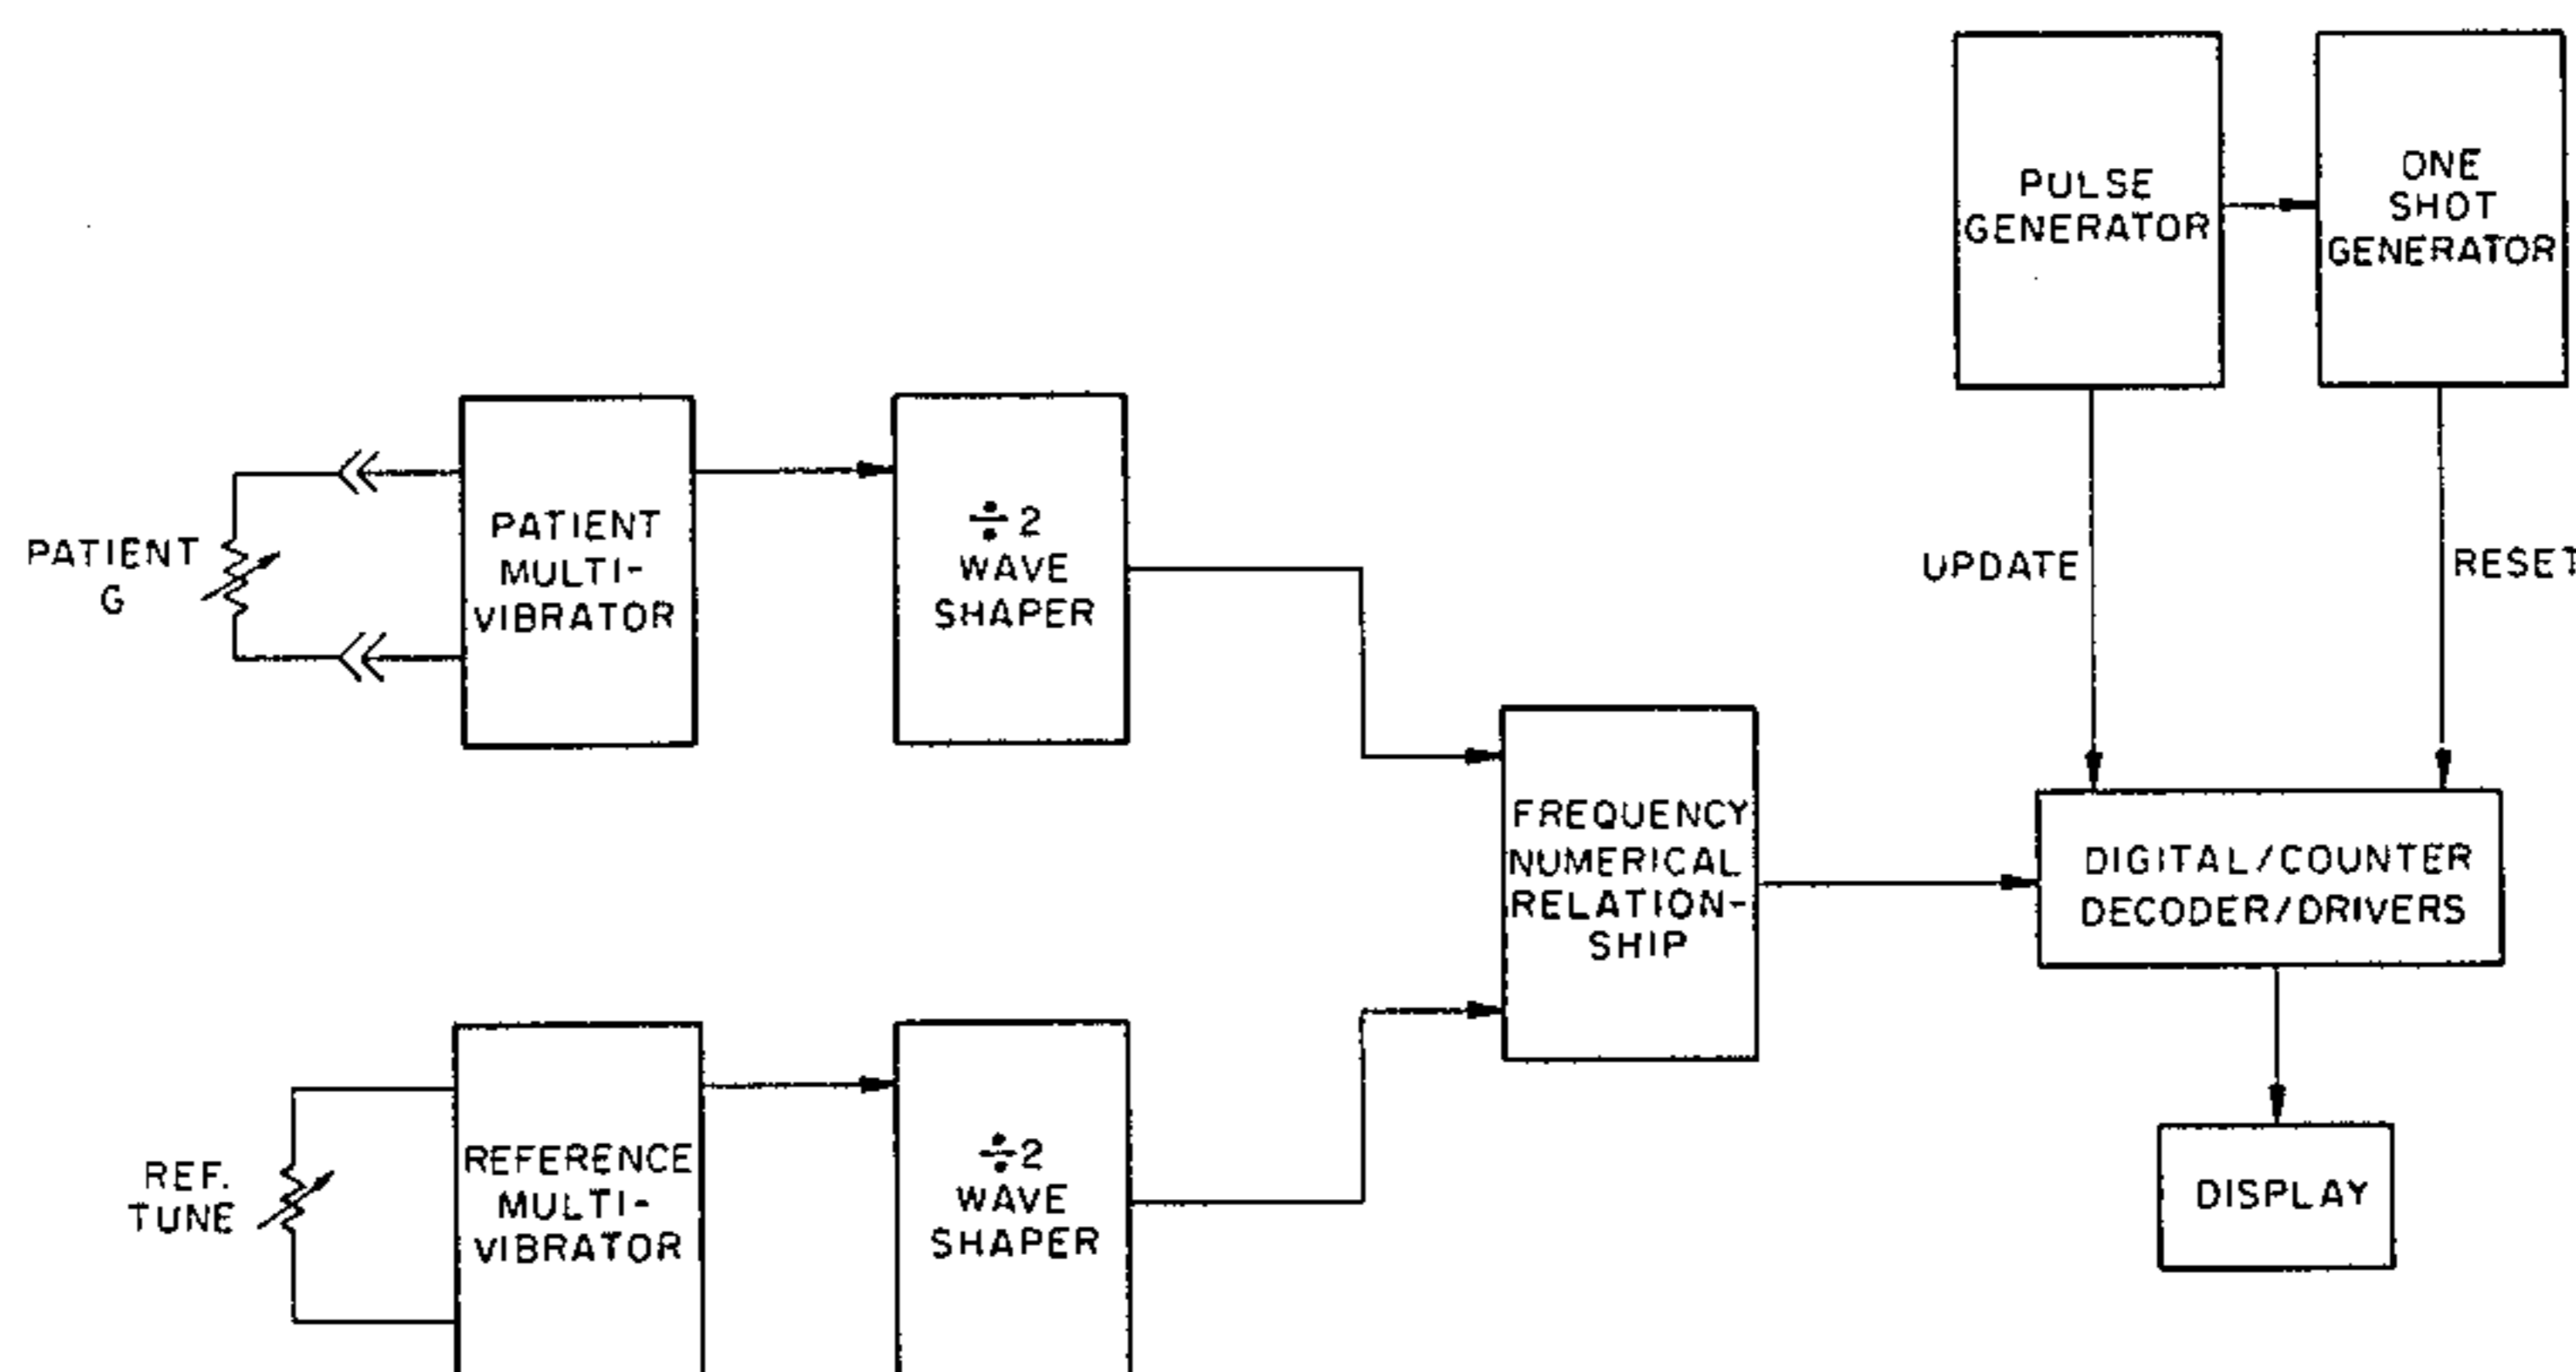 PULSE
GENERATOR
ONE
SHOT
GENERATOR
PATIENT
G
PATIENT
MULTI-
VIBRATOR
÷2
WAVE
SHAPER
UPDATE
RESET
FREQUENCY
NUMERICAL
RELATION-
SHIP
DIGITAL/COUNTER
DECODER/DRIVERS
REF.
TUNE
REFERENCE
MULTI-
VIBRATOR
÷2
WAVE
SHAPER
DISPLAY